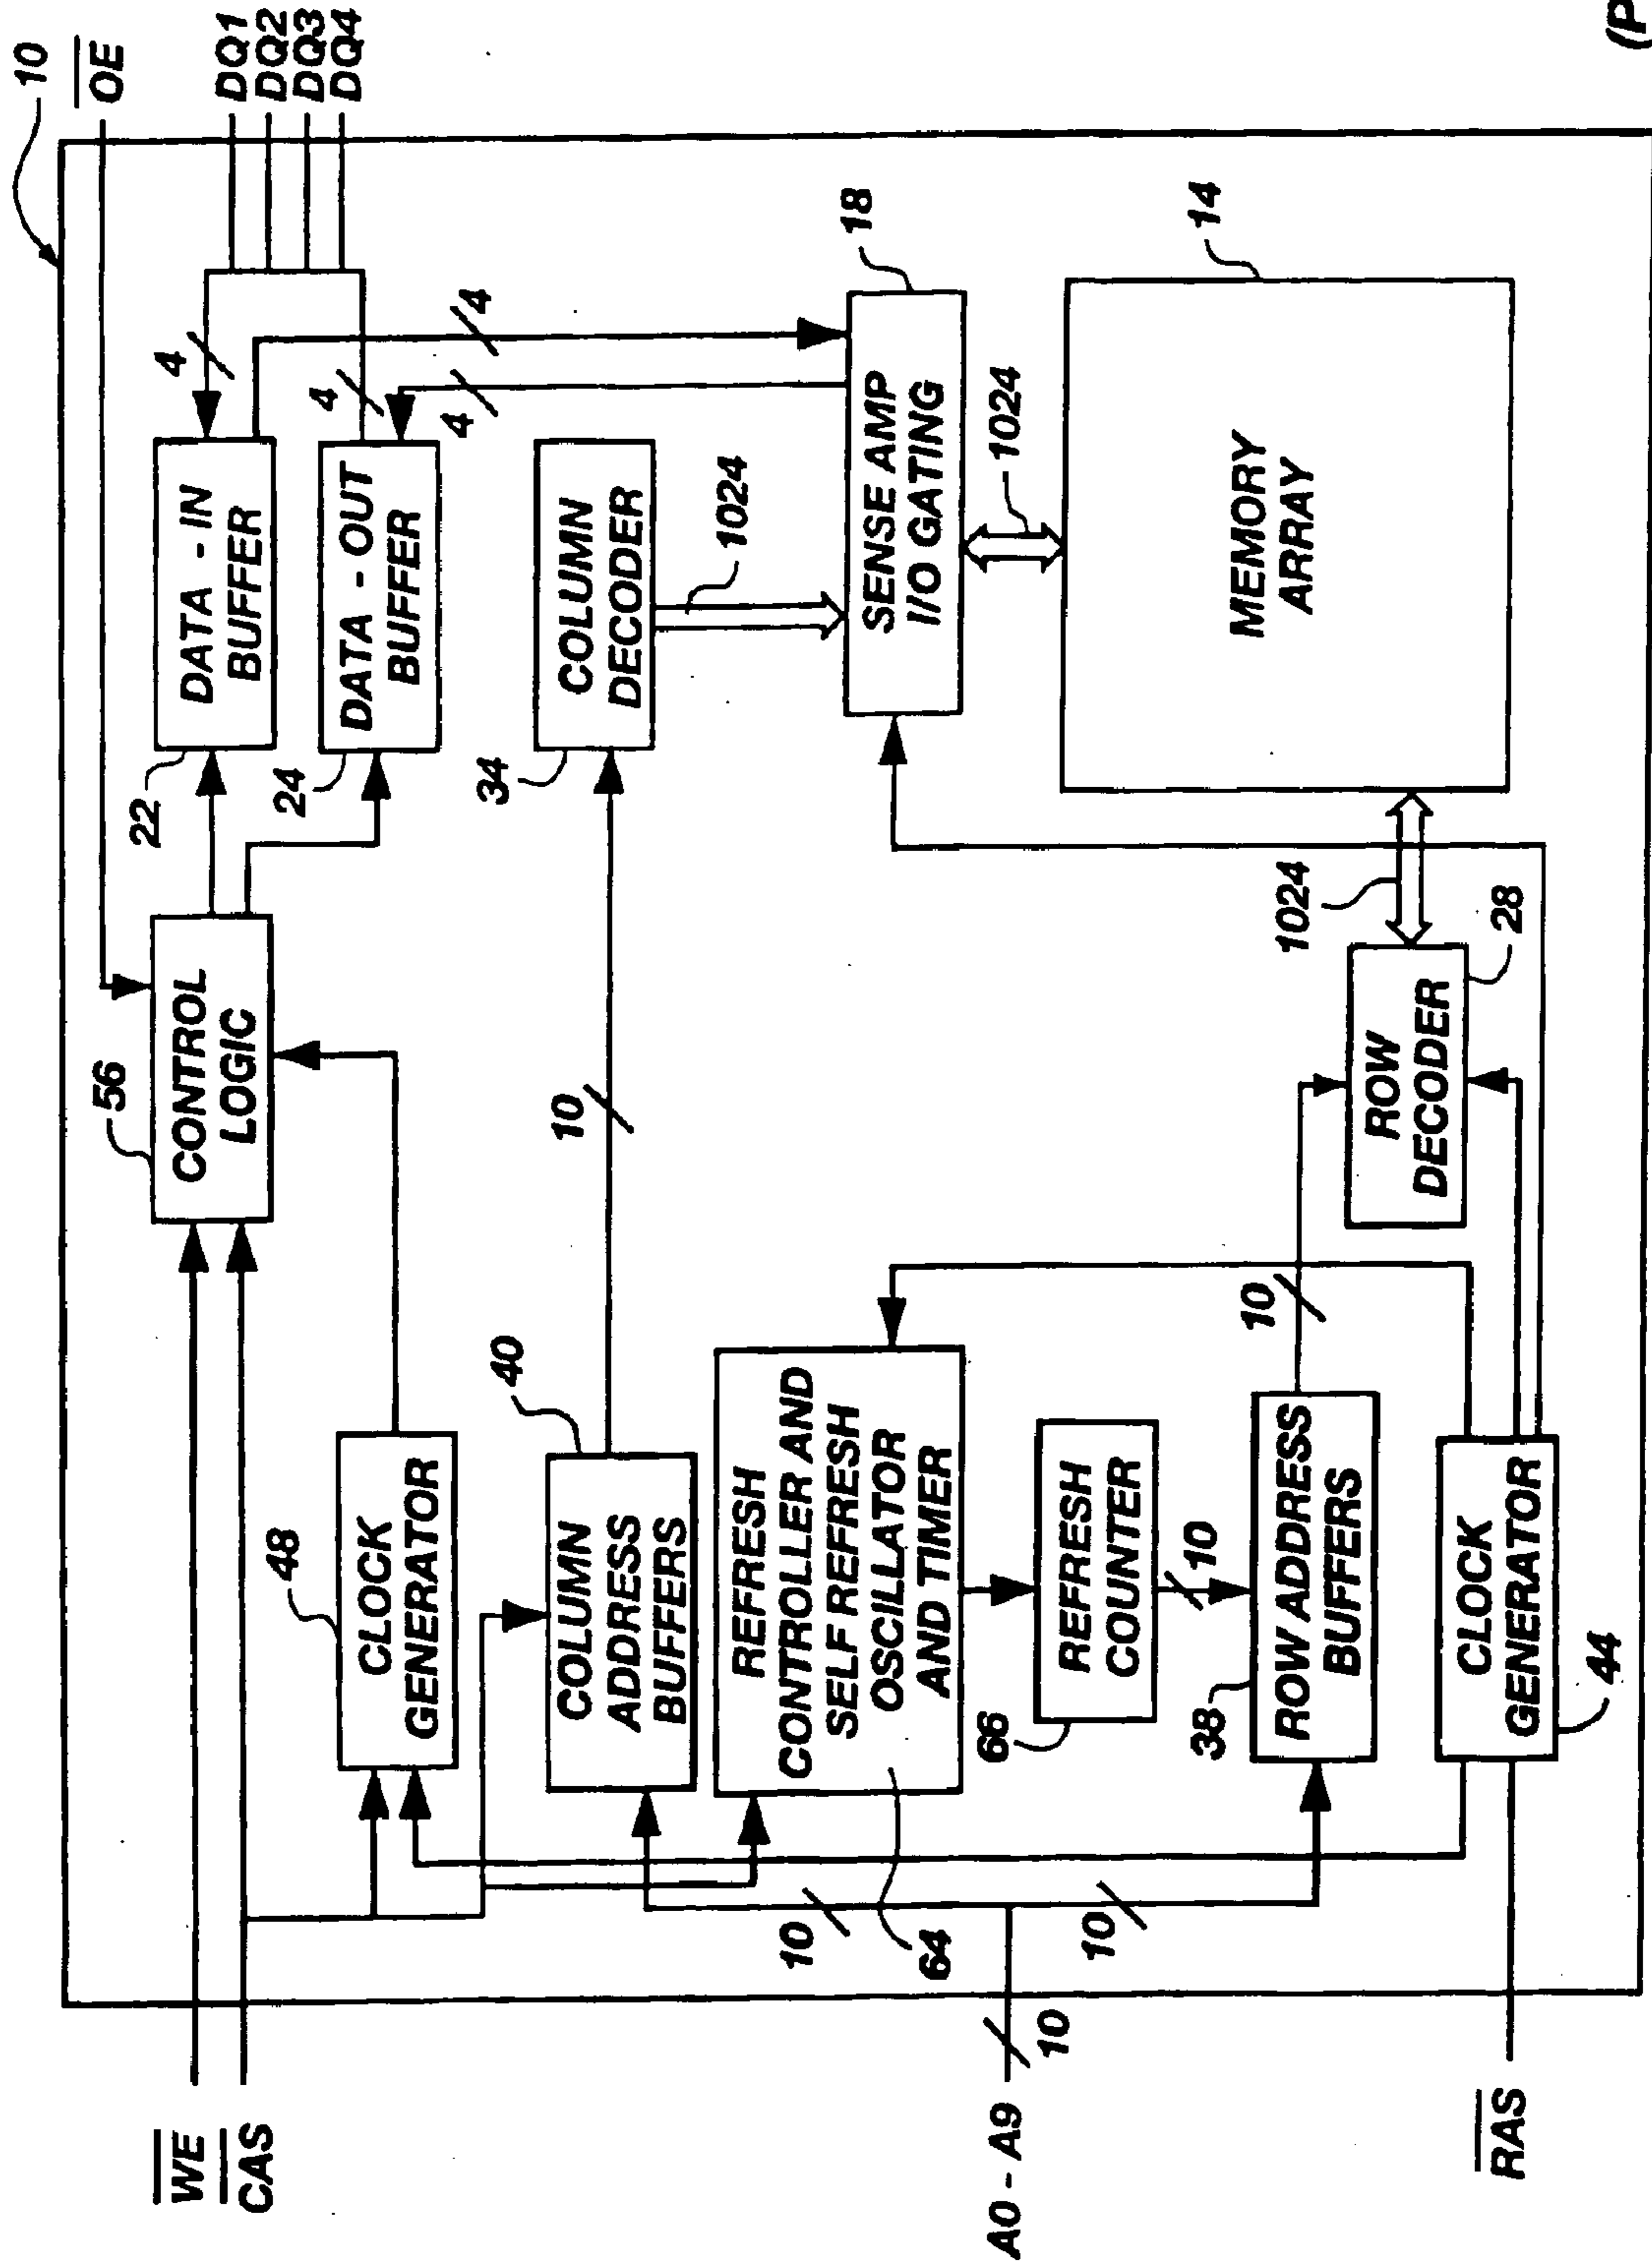 10
OE
DQ1
DQ2
DQ3
DQ4
WE
CAS
A0 - A9
10
RAS
56
CONTROL
LOGIC
22
DATA - IN
BUFFER
4
4
24
DATA - OUT
BUFFER
4
4
48
CLOCK
GENERATOR
40
COLUMN
ADDRESS
BUFFERS
10
34
COLUMN
DECODER
1024
18
SENSE AMP
I/O GATING
1024
14
MEMORY
ARRAY
REFRESH
CONTROLLER AND
SELF REFRESH
OSCILLATOR
AND TIMER
64
10
10
66
REFRESH
COUNTER
10
38
ROW ADDRESS
BUFFERS
10
ROW
DECODER
28
1024
CLOCK
GENERATOR
44
(P